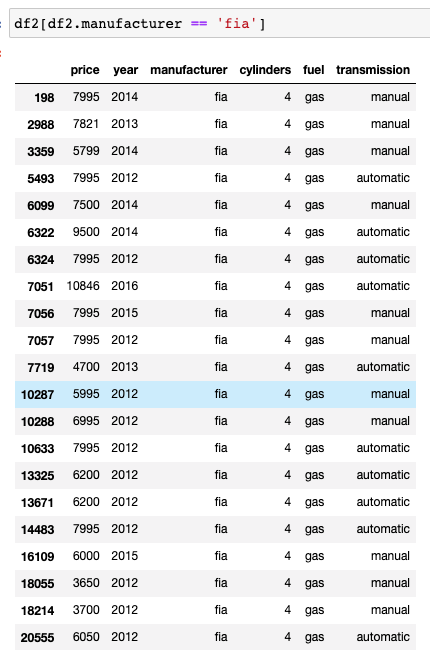 df2[df2.manufacturer == 'fia']
price year manufacturer cylinders fuel transmission
198 7995 2014 fia 4 gas manual
2988 7821 2013 fia 4 gas manual
3359 5799 2014 fia 4 gas manual
5493 7995 2012 fia 4 gas automatic
6099 7500 2014 fia 4 gas manual
6322 9500 2014 fia 4 gas automatic
6324 7995 2012 fia 4 gas automatic
7051 10846 2016 fia 4 gas automatic
7056 7995 2015 fia 4 gas manual
7057 7995 2012 fia 4 gas manual
7719 4700 2013 fia 4 gas automatic
10287 5995 2012 fia 4 gas manual
10288 6995 2012 fia 4 gas manual
10633 7995 2012 fia 4 gas automatic
13325 6200 2012 fia 4 gas automatic
13671 6200 2012 fia 4 gas automatic
14483 7995 2012 fia 4 gas automatic
16109 6000 2015 fia 4 gas manual
18055 3650 2012 fia 4 gas manual
18214 3700 2012 fia 4 gas manual
20555 6050 2012 fia 4 gas automatic